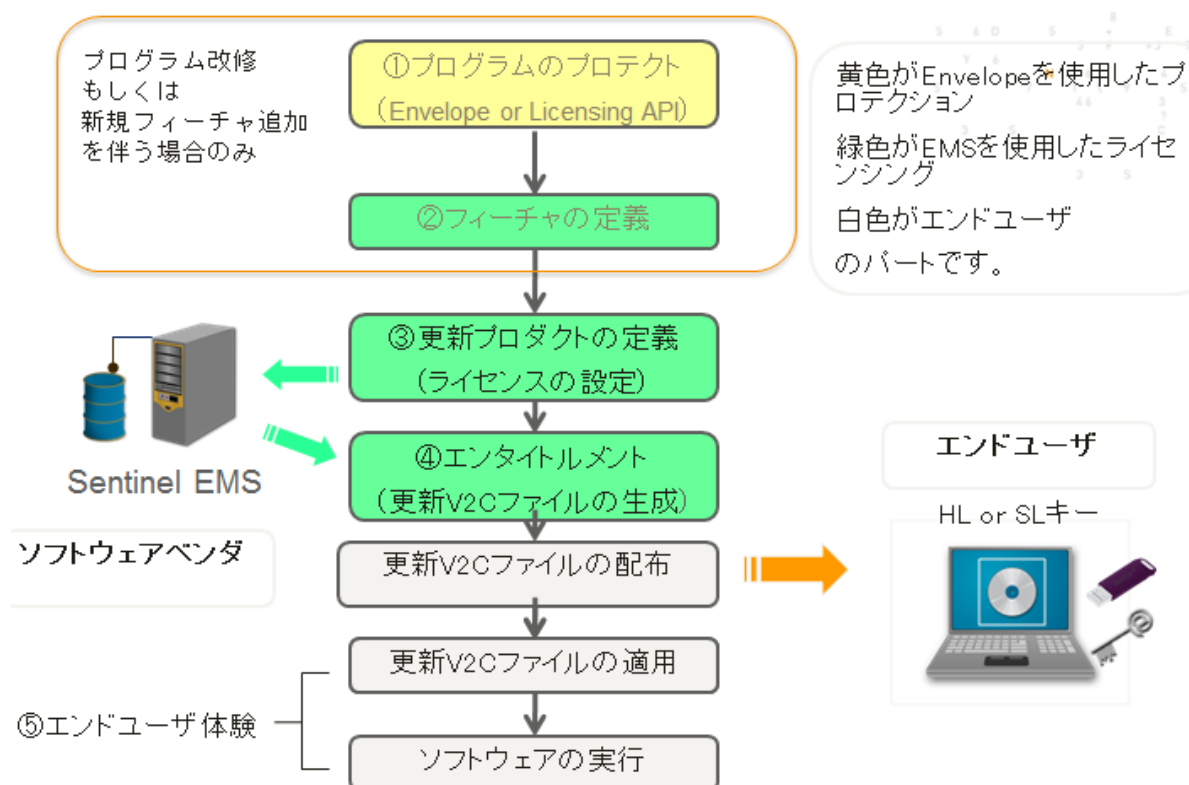 プログラム改修
もしくは
新規フィーチャ追加
を伴う場合のみ
①プログラムのプロテクト
(Envelope or Licensing API)
②フィーチャの定義
黄色がEnvelopeを使用したプ
ロテクション
緑色がEMSを使用したライセ
ンシング
白色がエンドユーザ
のパートです。
③更新プロダクトの定義
(ライセンスの設定)
④エンタイトルメント
(更新V2Cファイルの生成)
Sentinel EMS
ソフトウェアベンダ
更新V2Cファイルの配布
エンドユーザ
HL or SLキー
更新V2Cファイルの適用
⑤エンドユーザ体験
ソフトウェアの実行